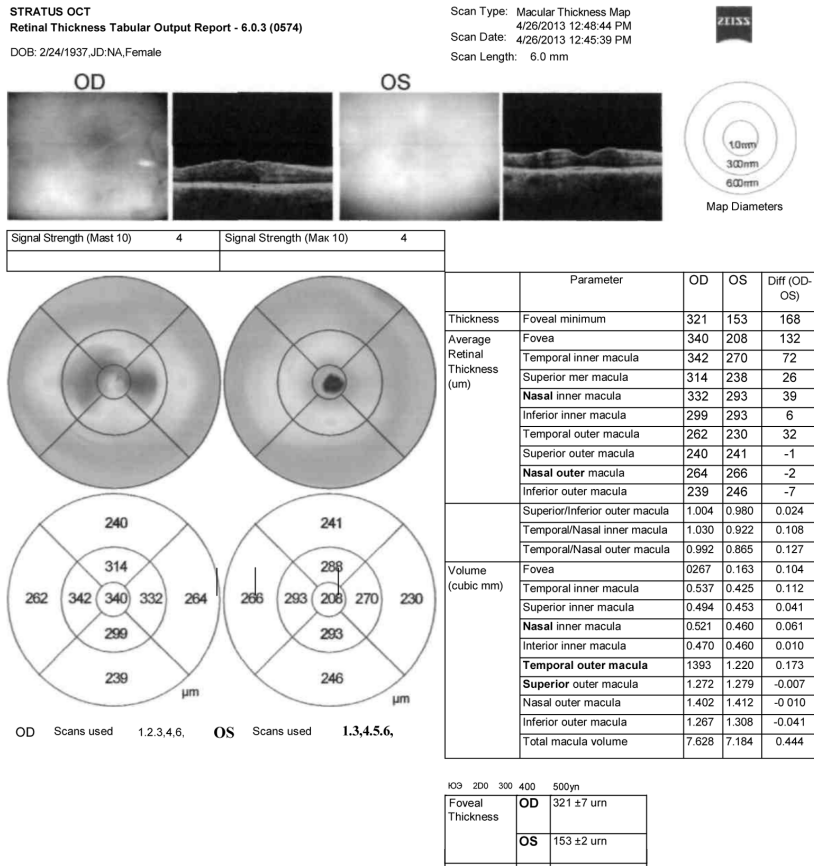 STRATUS OCT
Retinal Thickness Tabular Output Report - 6.0.3 (0574)
DOB: 2/24/1937,JD:NA,Female
Scan Type: Macular Thickness Map
4/26/2013 12:48:44 PM
Scan Date: 4/26/2013 12:45:39 PM
Scan Length: 6.0 mm
ZEISS
OD
OS
1.0mm
3.00mm
6.00mm
Map Diameters
Signal Strength (Mast 10) 4 Signal Strength (Мак 10) 4
Parameter OD OS Diff (OD-OS)
Thickness Foveal minimum 321 153 168
Average Retinal Thickness (um) Fovea 340 208 132
Temporal inner macula 342 270 72
Superior mer macula 314 238 26
Nasal inner macula 332 293 39
Inferior inner macula 299 293 6
Temporal outer macula 262 230 32
Superior outer macula 240 241 -1
Nasal outer macula 264 266 -2
Inferior outer macula 239 246 -7
Superior/Inferior outer macula 1.004 0.980 0.024
Temporal/Nasal inner macula 1.030 0.922 0.108
Temporal/Nasal outer macula 0.992 0.865 0.127
Volume (cubic mm) Fovea 0267 0.163 0.104
Temporal inner macula 0.537 0.425 0.112
Superior inner macula 0.494 0.453 0.041
Nasal inner macula 0.521 0.460 0.061
Interior inner macula 0.470 0.460 0.010
Temporal outer macula 1393 1.220 0.173
Superior outer macula 1.272 1.279 -0.007
Nasal outer macula 1.402 1.412 -0 010
Inferior outer macula 1.267 1.308 -0.041
Total macula volume 7.628 7.184 0.444
240
314
262 342 340 332 264
299
239
µm
241
288
266 293 208 270 230
293
246
µm
OD Scans used 1.2.3,4,6, OS Scans used 1.3,4.5.6,
ЮЭ 2D0 300 400 500yn
Foveal Thickness OD 321 ±7 urn
OS 153 ±2 urn